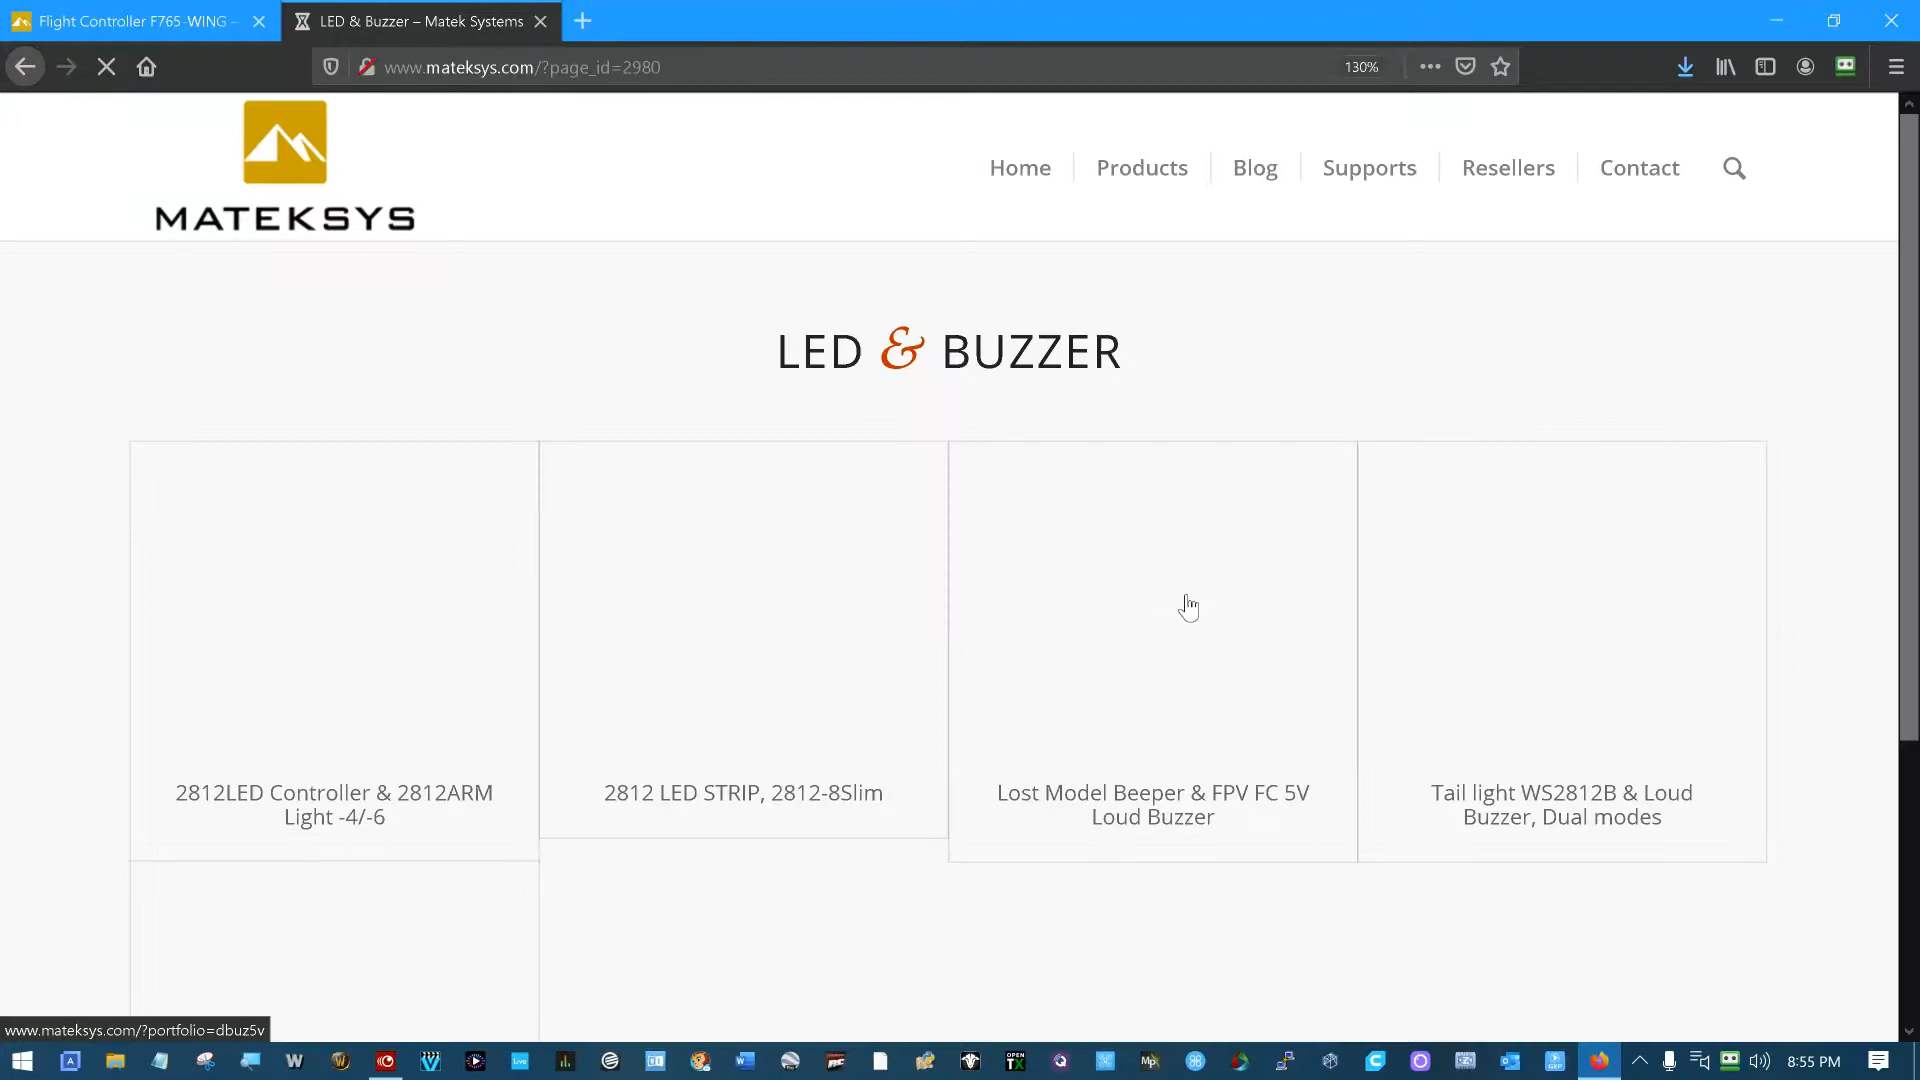 Flight Controller F765-WING –
LED & Buzzer – Matek Systems
www.mateksys.com/?page_id=2980
130%
MATEKSYS
Home
Products
Blog
Supports
Resellers
Contact
LED & BUZZER
2812LED Controller & 2812ARM
Light -4/-6
2812 LED STRIP, 2812-8Slim
Lost Model Beeper & FPV FC 5V
Loud Buzzer
Tail light WS2812B & Loud
Buzzer, Dual modes
www.mateksys.com/?portfolio=dbuz5v
8:55 PM